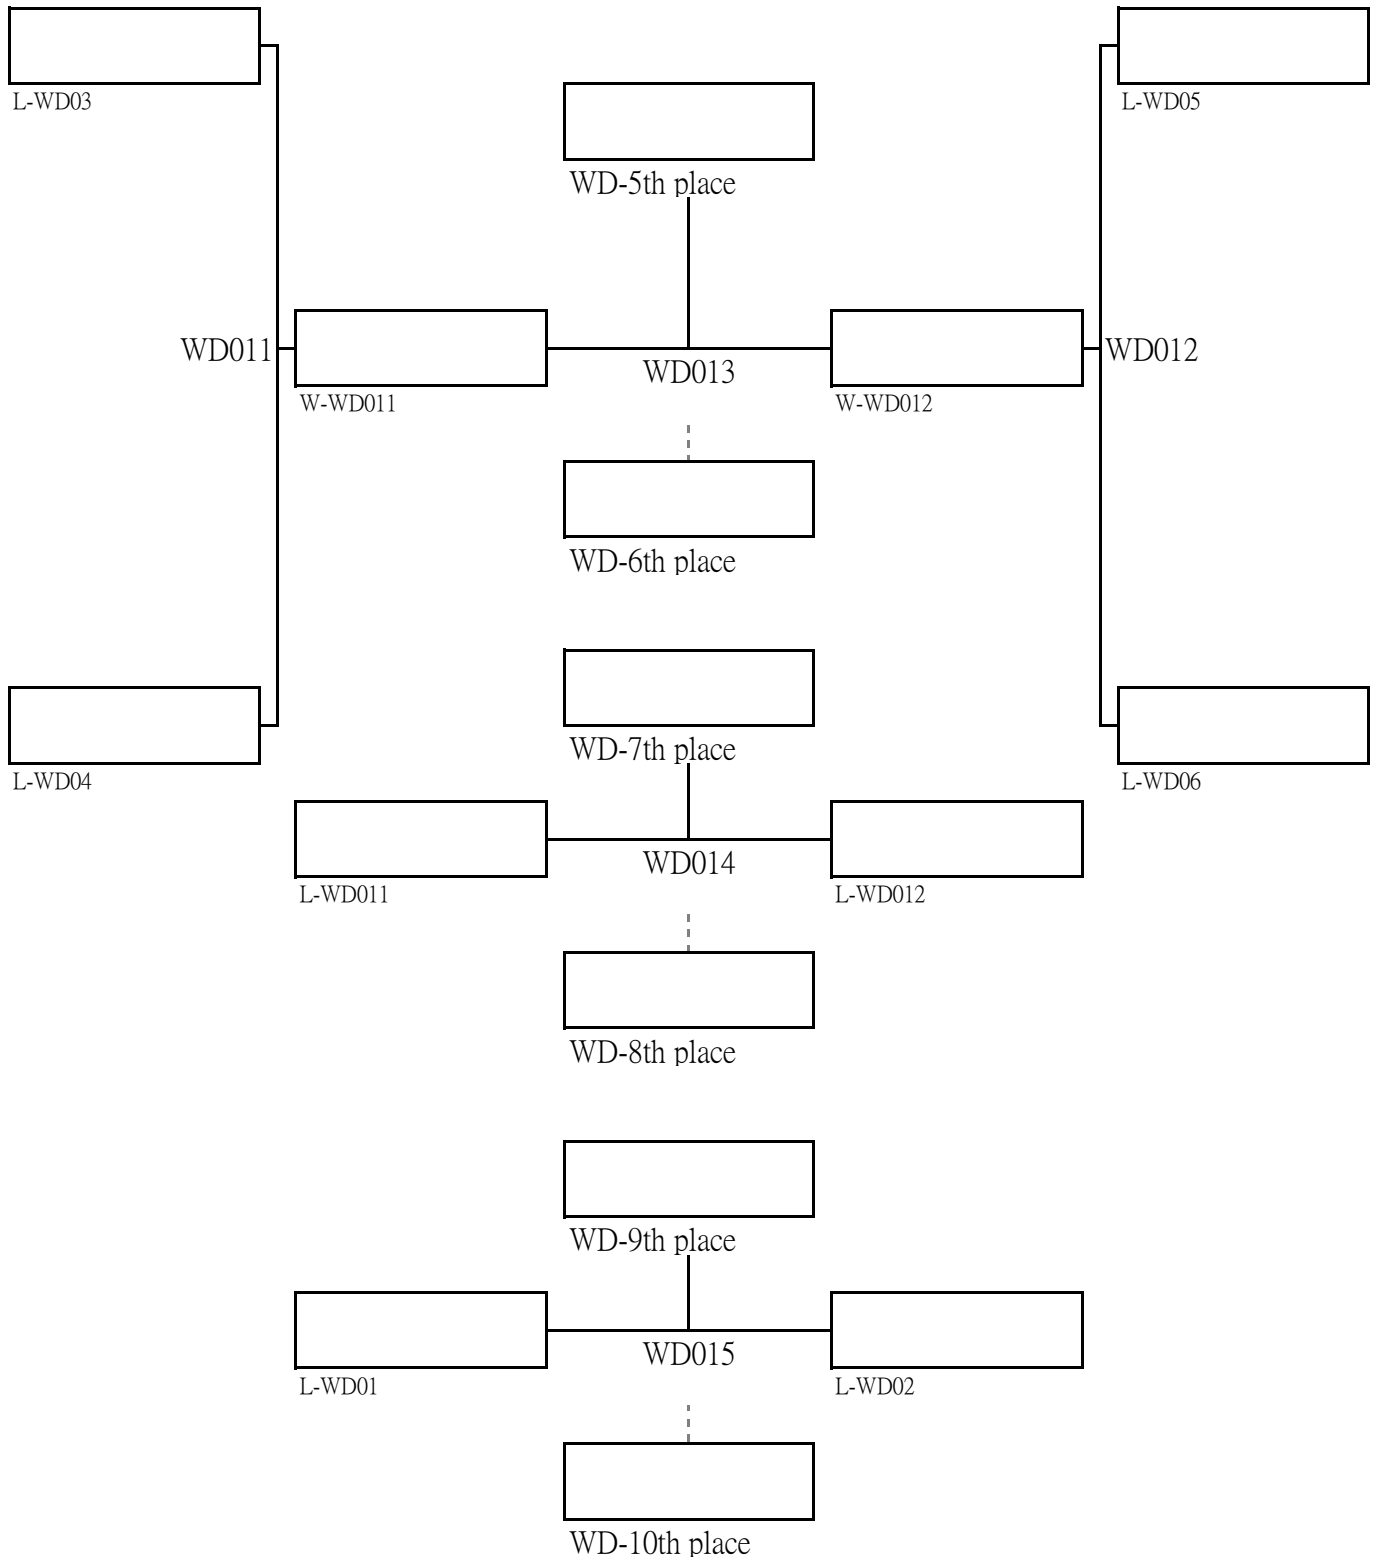 L-WD03
L-WD05
WD-5th place
WD011
WD013
WD012
W-WD011
W-WD012
WD-6th place
WD-7th place
L-WD04
L-WD06
WD014
L-WD011
L-WD012
WD-8th place
WD-9th place
WD015
L-WD01
L-WD02
WD-10th place